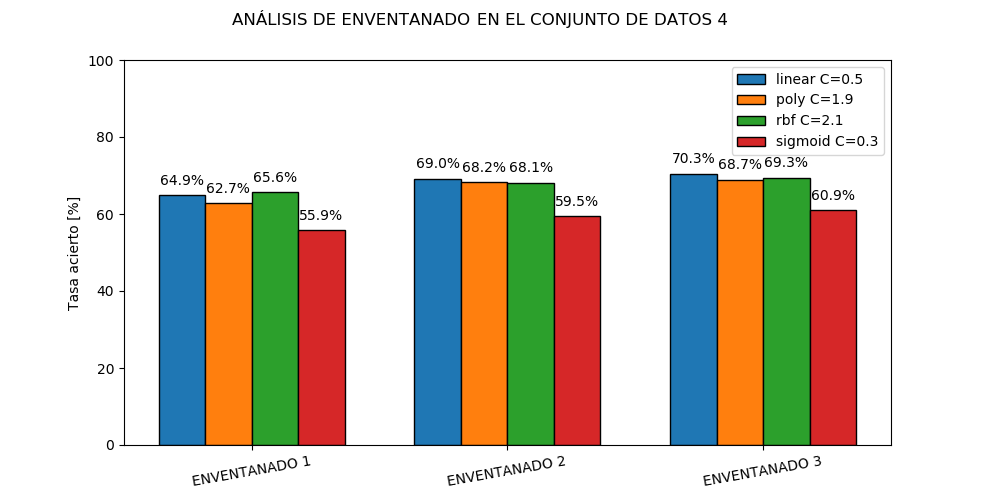 ANÁLISIS DE ENVENTANADO EN EL CONJUNTO DE DATOS 4
Tasa acierto [%]
100
80
60
40
20
0
linear C=0.5
poly C=1.9
rbf C=2.1
sigmoid C=0.3
64.9%
62.7%
65.6%
55.9%
69.0%
68.2%
68.1%
59.5%
70.3%
68.7%
69.3%
60.9%
ENVENTANADO 1
ENVENTANADO 2
ENVENTANADO 3